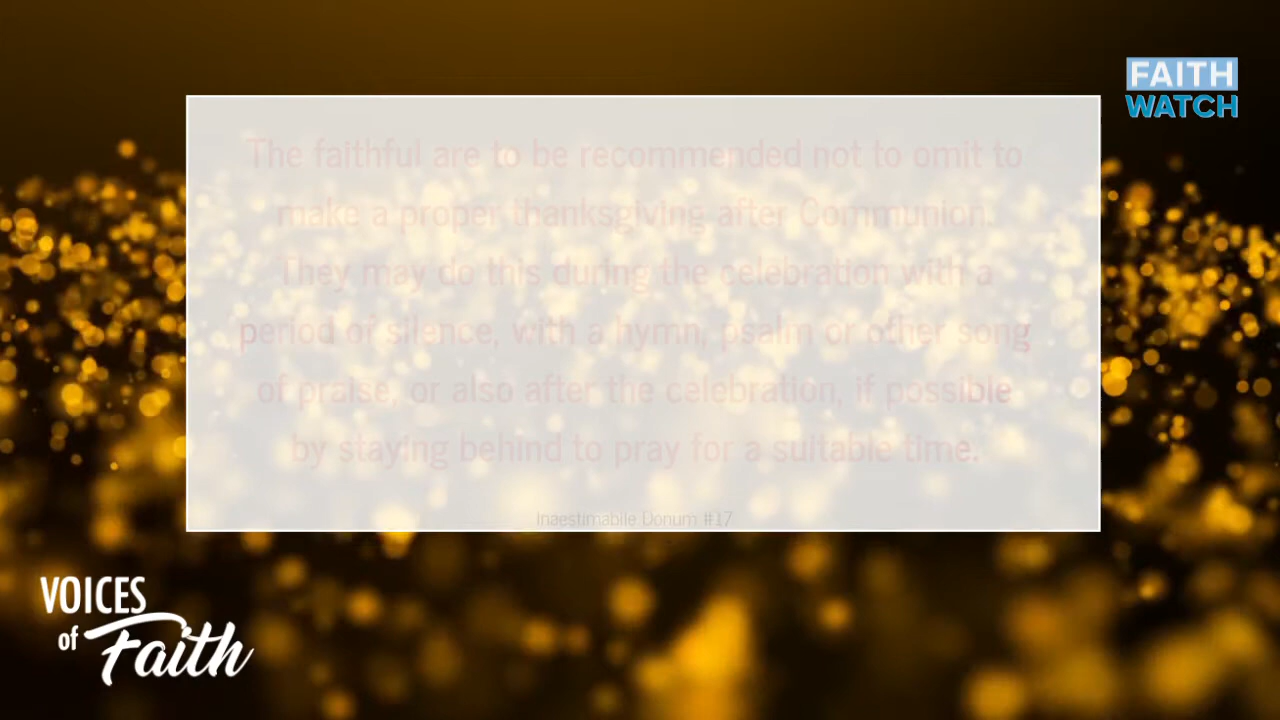 FAITH
WATCH
The faithful are to be recommended not to omit to
make a proper thanksgiving after Communion.
They may do this during the celebration with a
period of silence, with a hymn, psalm or other song
of praise, or also after the celebration, if possible
by staying behind to pray for a suitable time.
Inaestimabile Donum #17
VOICES
of Faith